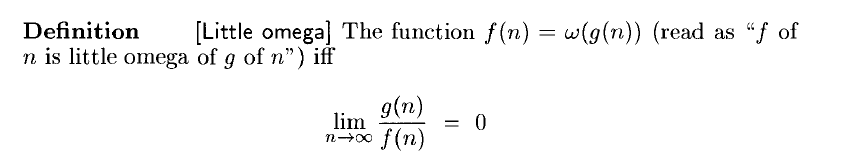 Definition [Little omega] The function f(n) = ω(g(n)) (read as “f of
n is little omega of g of n”) iff
lim n→∞ g(n)/f(n) = 0